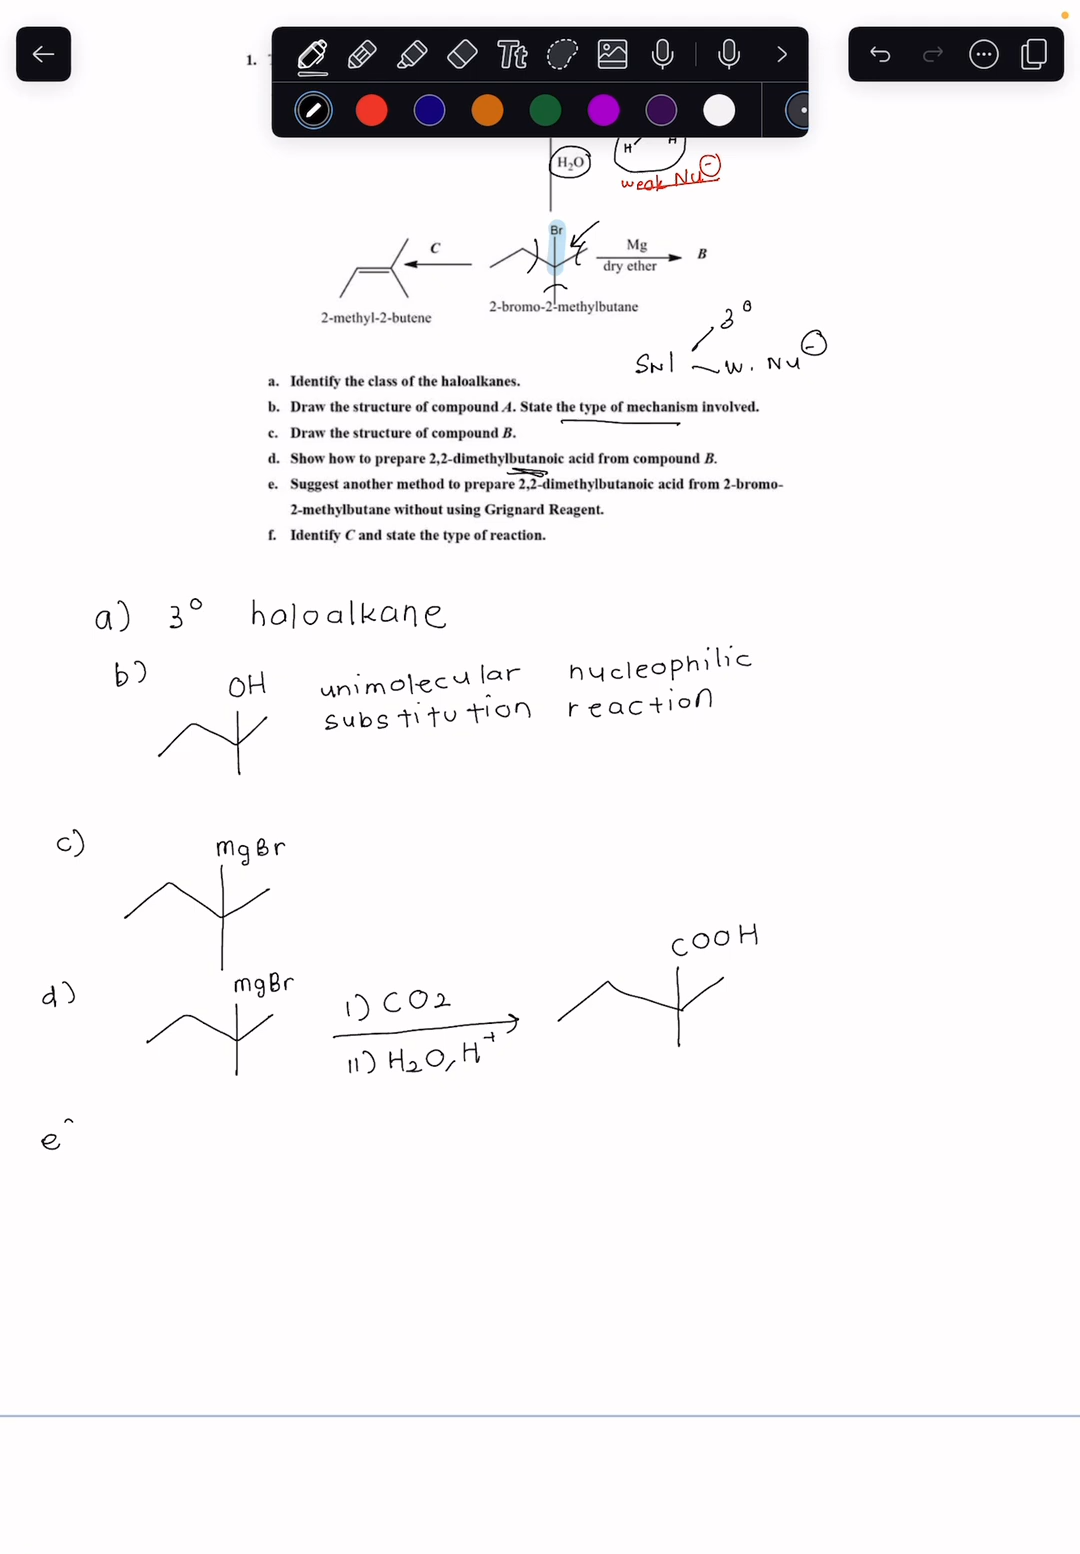 1.
Tt
H₂O
H
H
weak Nu⊖
Br
C
Mg
dry ether
B
2-methyl-2-butene
2-bromo-2-methylbutane
3°
SN1
w. Nu⊖
a. Identify the class of the haloalkanes.
b. Draw the structure of compound A. State the type of mechanism involved.
c. Draw the structure of compound B.
d. Show how to prepare 2,2-dimethylbutanoic acid from compound B.
e. Suggest another method to prepare 2,2-dimethylbutanoic acid from 2-bromo-
2-methylbutane without using Grignard Reagent.
f. Identify C and state the type of reaction.
a) 3° haloalkane
b)
OH
unimolecular nucleophilic
substitution reaction
c)
MgBr
d)
MgBr
I) CO2
II) H₂O, H⁺
COOH
e